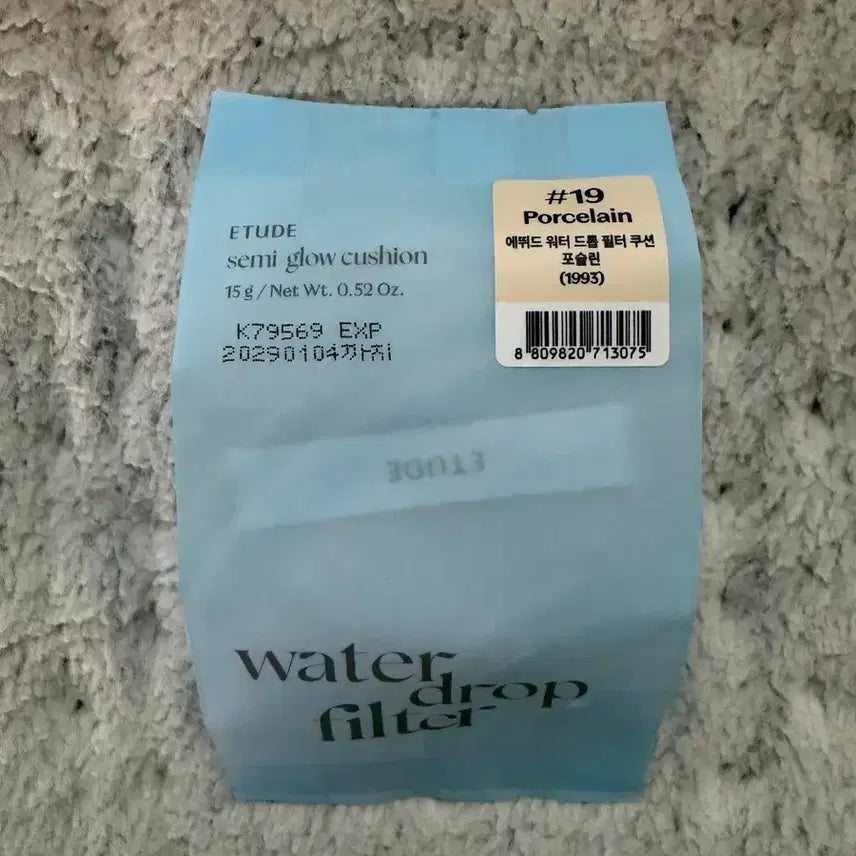 #19
Porcelain
에뛰드 워터 드롭 필터 쿠션
포슬린
(1993)
8 809820 713075
ETUDE
semi glow cushion
15 g / Net Wt. 0.52 Oz.
K79569 EXP
20290104까지
ETUDE
water
drop
filter